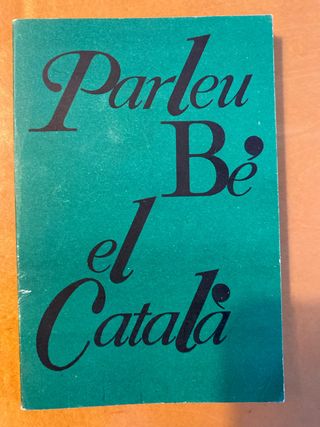 Parleu
Bé
el
Català